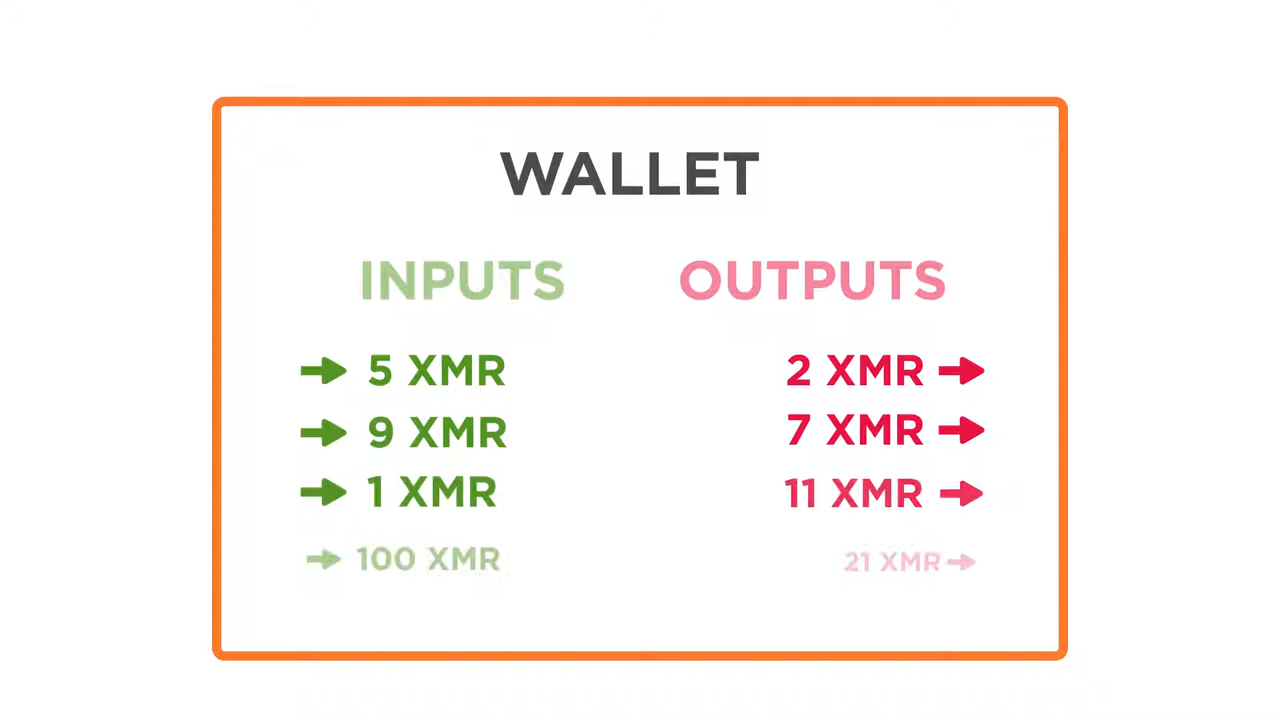 WALLET
INPUTS OUTPUTS
5 XMR 2 XMR
9 XMR 7 XMR
1 XMR 11 XMR
100 XMR 21 XMR